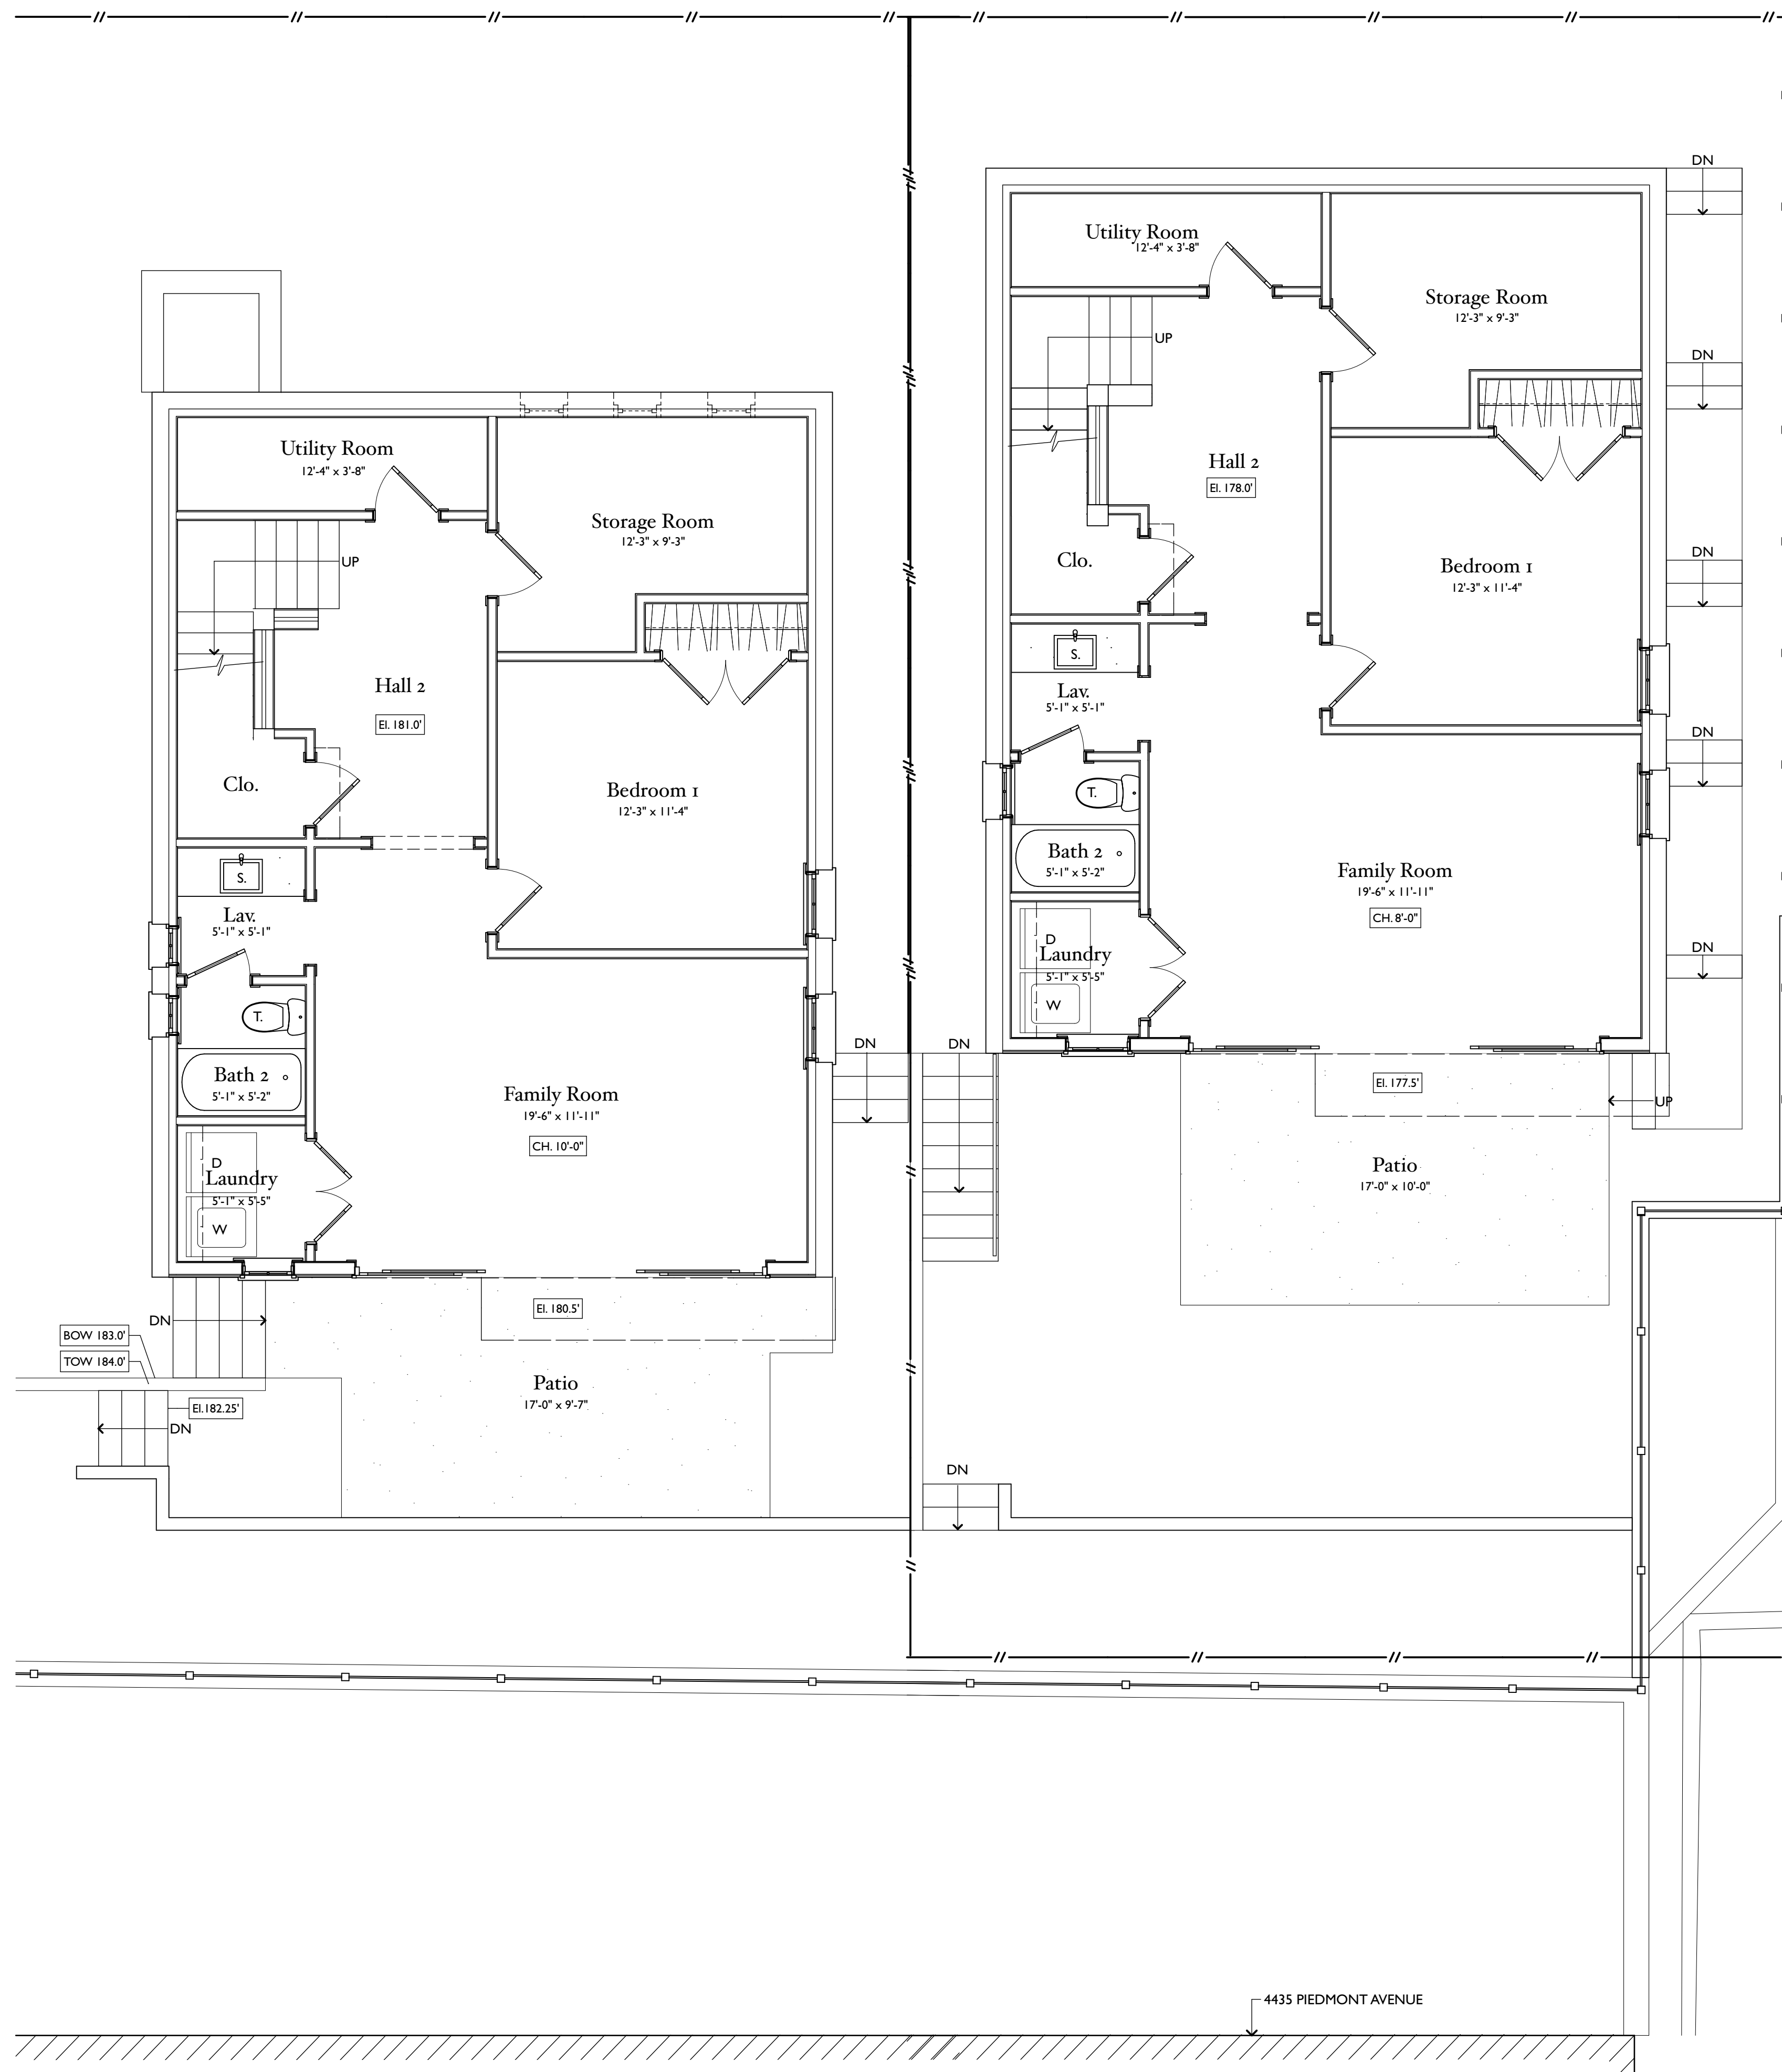 Utility Room
12'-4" x 3'-8"
Storage Room
12'-3" x 9'-3"
UP
Hall 2
El. 181.0'
Clo.
Bedroom 1
12'-3" x 11'-4"
S.
Lav.
5'-1" x 5'-1"
T.
Bath 2
5'-1" x 5'-2"
Family Room
19'-6" x 11'-11"
CH. 10'-0"
D
Laundry
5'-1" x 5'-5"
W
DN
El. 180.5'
DN
BOW 183.0'
TOW 184.0'
El.182.25'
DN
Patio
17'-0" x 9'-7"
Utility Room
12'-4" x 3'-8"
Storage Room
12'-3" x 9'-3"
UP
Hall 2
El. 178.0'
Clo.
Bedroom 1
12'-3" x 11'-4"
S.
Lav.
5'-1" x 5'-1"
T.
Bath 2
5'-1" x 5'-2"
Family Room
19'-6" x 11'-11"
CH. 8'-0"
D
Laundry
5'-1" x 5'-5"
W
DN
DN
DN
DN
DN
DN
El. 177.5'
UP
Patio
17'-0" x 10'-0"
DN
4435 PIEDMONT AVENUE